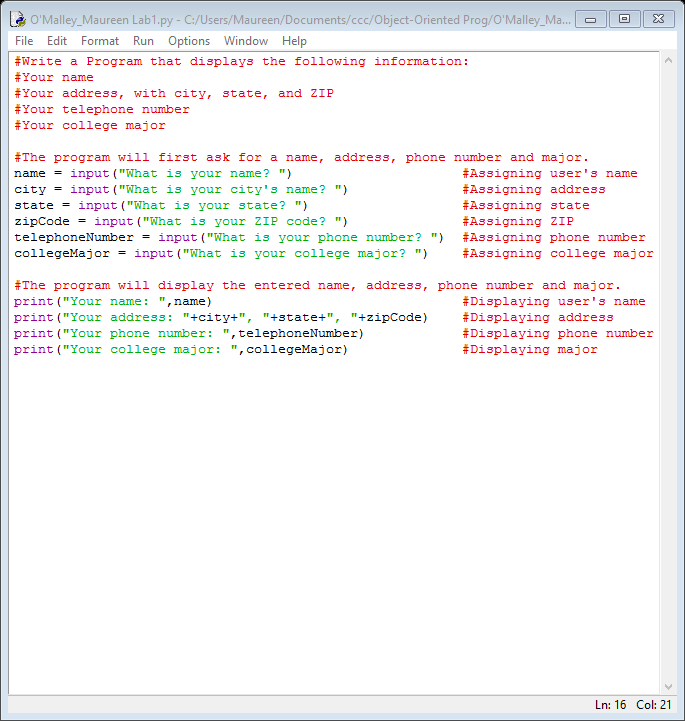 O'Malley_Maureen Lab1.py - C:/Users/Maureen/Documents/ccc/Object-Oriented Prog/O'Malley_Ma...
File Edit Format Run Options Window Help
#Write a Program that displays the following information:
#Your name
#Your address, with city, state, and ZIP
#Your telephone number
#Your college major
#The program will first ask for a name, address, phone number and major.
name = input("What is your name? ") #Assigning user's name
city = input("What is your city's name? ") #Assigning address
state = input("What is your state? ") #Assigning state
zipCode = input("What is your ZIP code? ") #Assigning ZIP
telephoneNumber = input("What is your phone number? ") #Assigning phone number
collegeMajor = input("What is your college major? ") #Assigning college major
#The program will display the entered name, address, phone number and major.
print("Your name: ",name) #Displaying user's name
print("Your address: "+city+", "+state+", "+zipCode) #Displaying address
print("Your phone number: ",telephoneNumber) #Displaying phone number
print("Your college major: ",collegeMajor) #Displaying major
Ln: 16 Col: 21